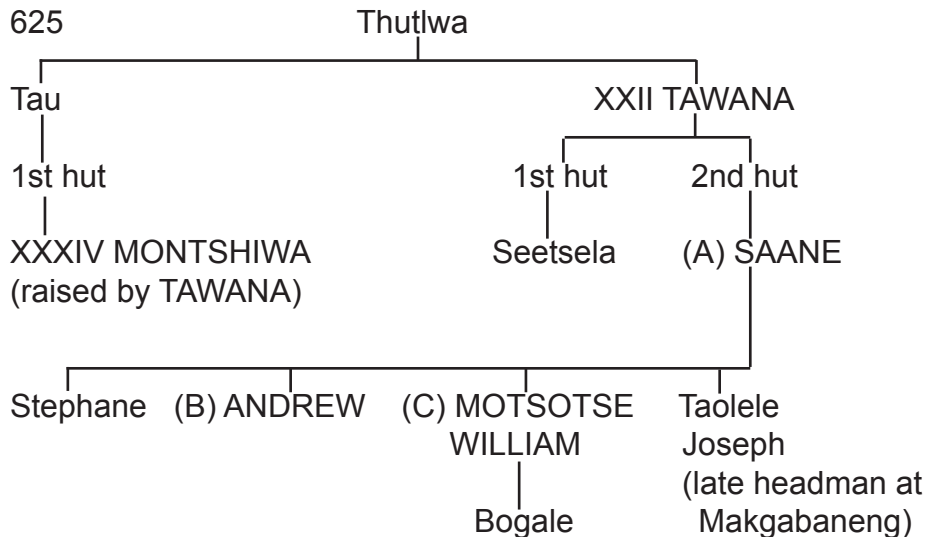 625 Thutlwa
Tau XXII TAWANA
1st hut 1st hut 2nd hut
XXXIV MONTSHIWA Seetsela (A) SAANE
(raised by TAWANA)
Stephane (B) ANDREW (C) MOTSOTSE Taolele
WILLIAM Joseph
(late headman at
Bogale Makgabaneng)